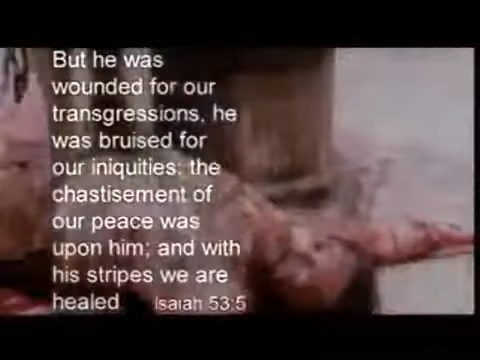 But he was
wounded for our
transgressions, he
was bruised for
our iniquities: the
chastisement of
our peace was
upon him; and with
his stripes we are
healed Isaiah 53:5